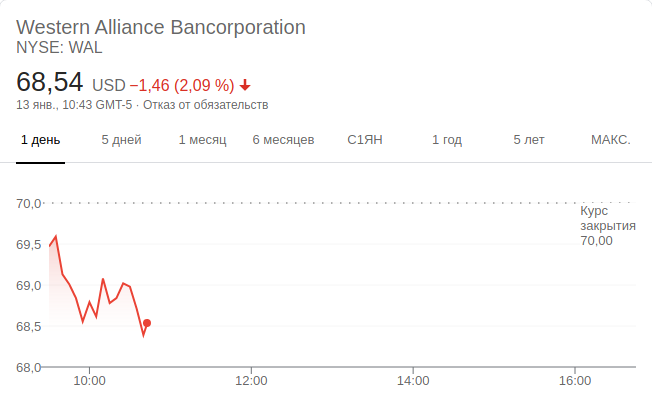 Western Alliance Bancorporation
NYSE: WAL
68,54 USD −1,46 (2,09 %)
13 янв., 10:43 GMT-5 · Отказ от обязательств
1 день 5 дней 1 месяц 6 месяцев С1ЯН 1 год 5 лет МАКС.
70,0
Курс
закрытия
70,00
69,5
69,0
68,5
68,0
10:00 12:00 14:00 16:00